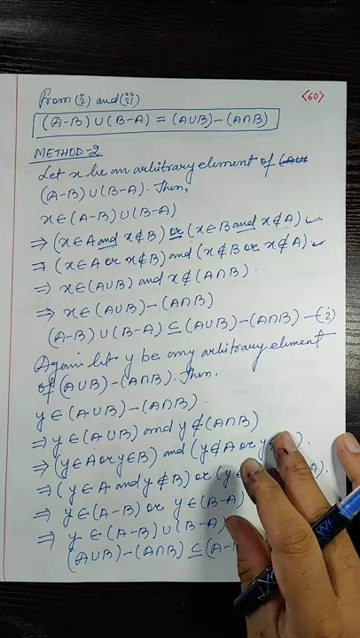 From (i) and (ii) <60>
(A-B) ∪ (B-A) = (A∪B) - (A∩B)
METHOD-2
Let x be an arbitrary element of
(A-B) ∪ (B-A). Then,
x ∈ (A-B) ∪ (B-A)
⇒ (x ∈ A and x ∉ B) or (x ∈ B and x ∉ A) ✓
⇒ (x ∈ A or x ∉ B) and (x ∉ B or x ∉ A) ✓
⇒ x ∈ (A∪B) and x ∉ (A∩B).
⇒ x ∈ (A∪B) - (A∩B)
(A-B) ∪ (B-A) ⊆ (A∪B) - (A∩B) - (i)
Again let y be any arbitrary element
of (A∪B) - (A∩B). Then,
y ∈ (A∪B) - (A∩B).
⇒ y ∈ (A∪B) and y ∉ (A∩B)
⇒ (y ∈ A or y ∈ B) and (y ∉ A or y ).
⇒ (y ∈ A and y ∉ B) or (y A).
⇒ y ∈ (A-B) or y ∈ (B-A)
⇒ y ∈ (A-B) ∪ (B-A)
(A∪B) - (A∩B) ⊆ (A-